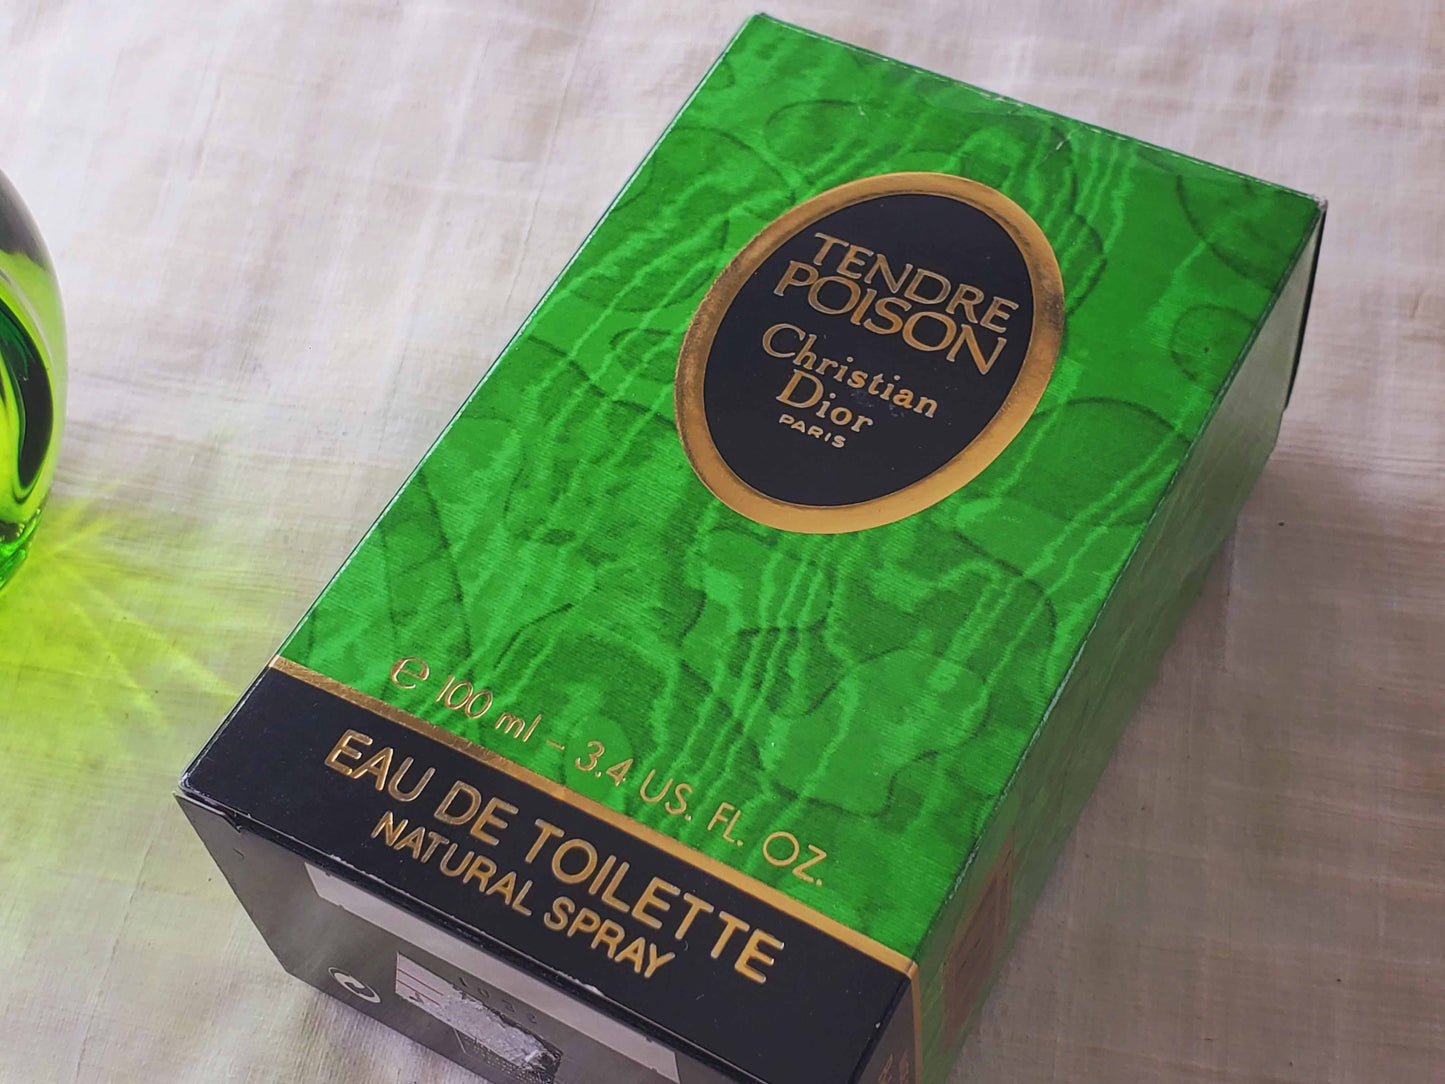 TENDRE
POISON
Christian
Dior
PARIS
℮ 100 ml – 3.4 US. FL. OZ.
EAU DE TOILETTE
NATURAL SPRAY